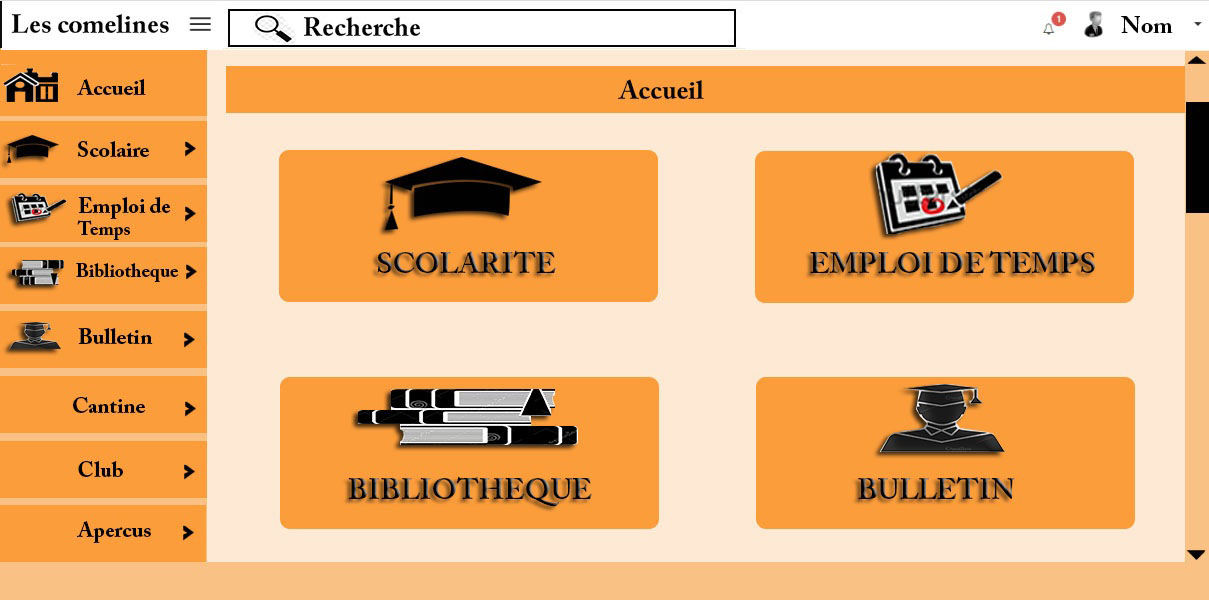 Les comelines
Recherche
1
Nom
Accueil
Scolaire
Emploi de
Temps
Bibliotheque
Bulletin
Cantine
Club
Apercus
Accueil
SCOLARITE
EMPLOI DE TEMPS
BIBLIOTHEQUE
BULLETIN